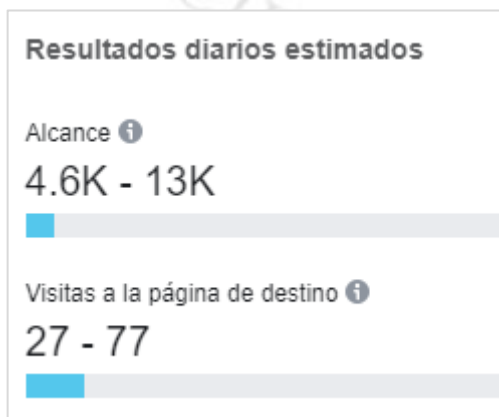 Resultados diarios estimados
Alcance
4.6K - 13K
Visitas a la página de destino
27 - 77